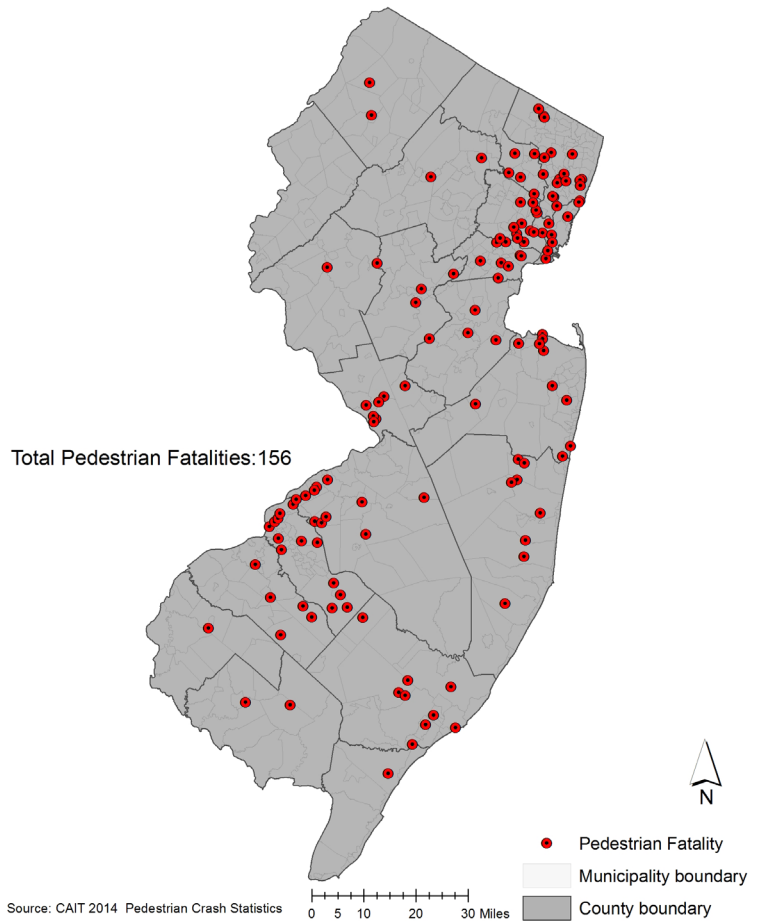 Total Pedestrian Fatalities:156
N
Pedestrian Fatality
Municipality boundary
County boundary
Source: CAIT 2014 Pedestrian Crash Statistics
0 5 10 20 30 Miles